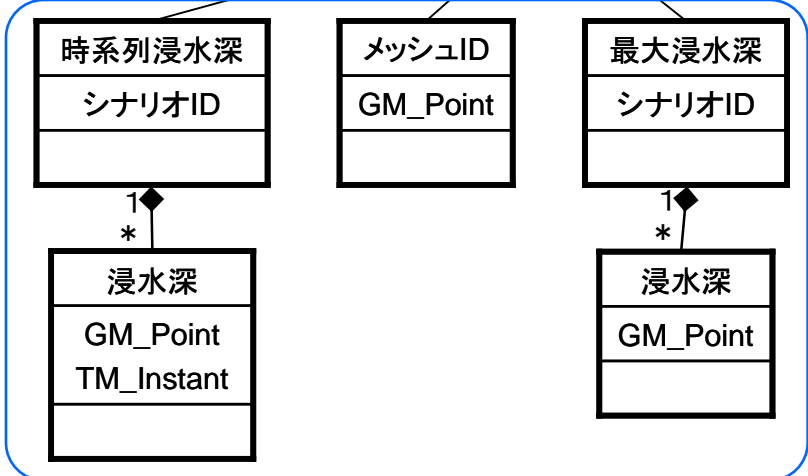 時系列浸水深
シナリオID
メッシュID
GM_Point
最大浸水深
シナリオID
1
*
浸水深
GM_Point
TM_Instant
1
*
浸水深
GM_Point